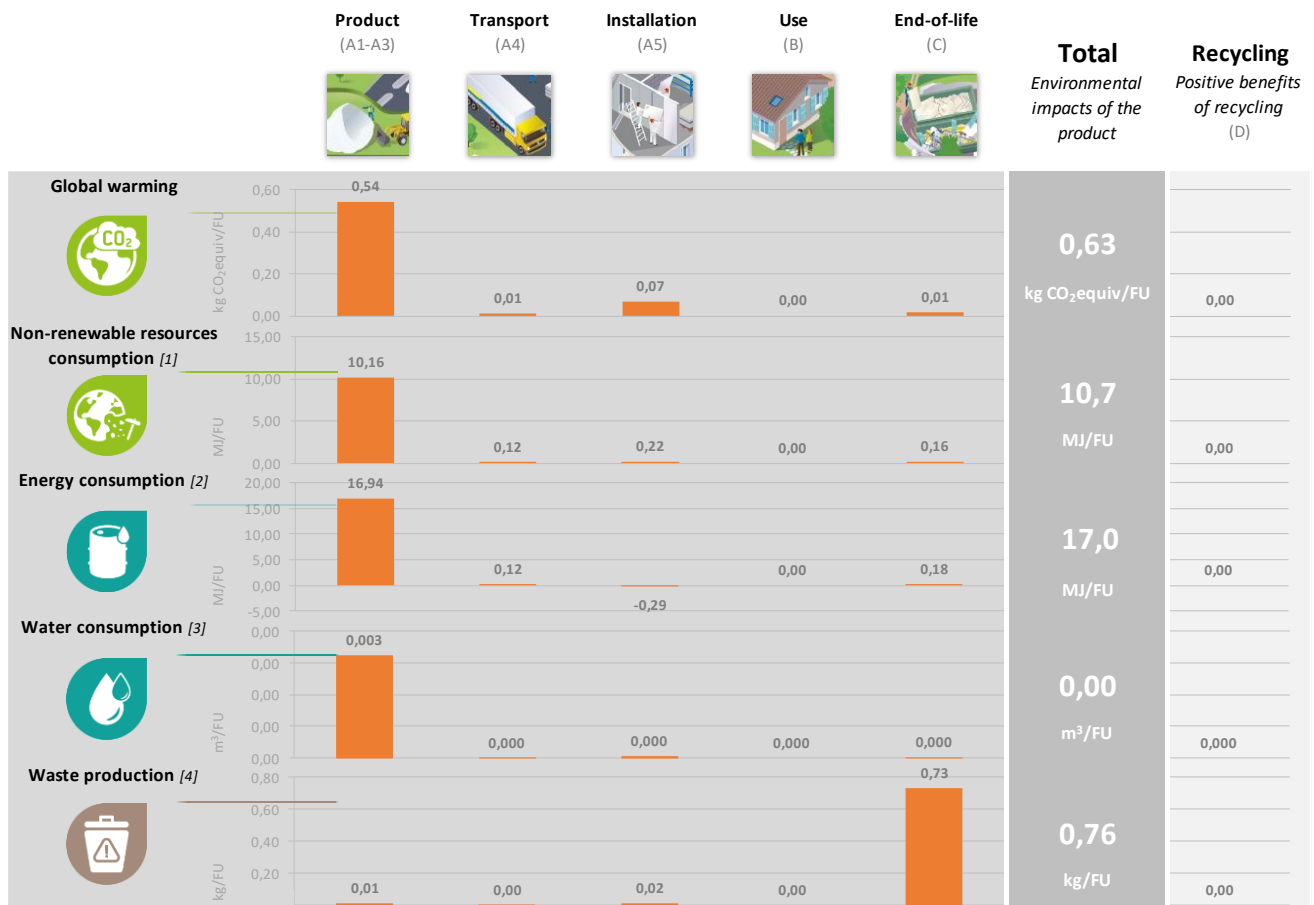 Product
(A1-A3)
Transport
(A4)
Installation
(A5)
Use
(B)
End-of-life
(C)
Total
Environmental
impacts of the
product
Recycling
Positive benefits
of recycling
(D)
Global warming
CO₂
kg CO₂equiv/FU
0,60
0,40
0,20
0,00
0,54
0,01
0,07
0,00
0,01
0,63
kg CO₂equiv/FU
0,00
Non-renewable resources
consumption [1]
MJ/FU
15,00
10,00
5,00
0,00
10,16
0,12
0,22
0,00
0,16
10,7
MJ/FU
0,00
Energy consumption [2]
MJ/FU
20,00
15,00
10,00
5,00
0,00
-5,00
16,94
0,12
-0,29
0,00
0,18
17,0
MJ/FU
0,00
Water consumption [3]
m³/FU
0,00
0,00
0,00
0,00
0,00
0,003
0,000
0,000
0,000
0,000
0,00
m³/FU
0,000
Waste production [4]
kg/FU
0,80
0,60
0,40
0,20
0,01
0,00
0,02
0,00
0,73
0,76
kg/FU
0,00